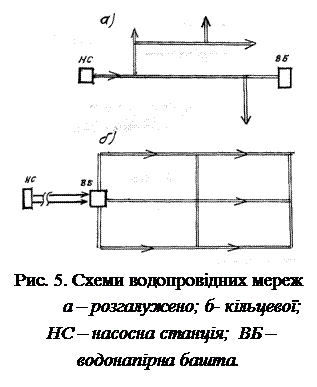 а)
НС
ВБ
б)
НС
ВБ
Рис. 5. Схеми водопровідних мереж
а – розгалужено; б- кільцевої;
НС – насосна станція; ВБ –
водонапірна башта.